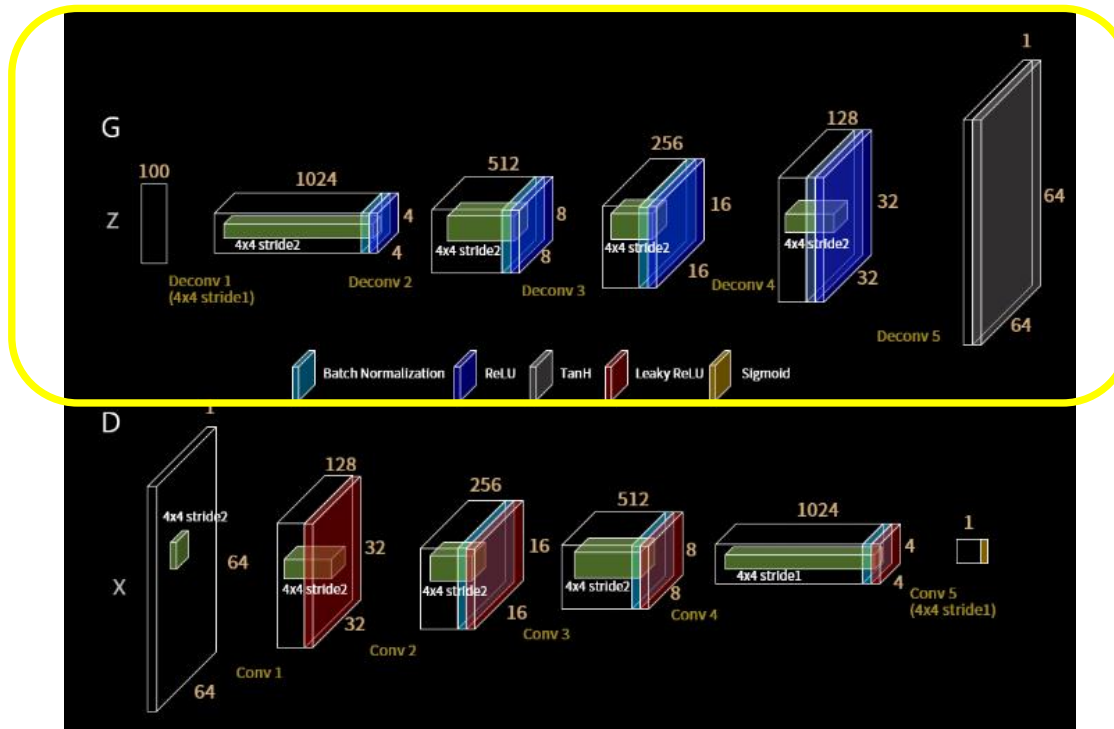 G
Z
100
Deconv 1
(4x4 stride1)
1024
4x4 stride2
4
4
Deconv 2
512
4x4 stride2
8
8
Deconv 3
256
4x4 stride2
16
16
Deconv 4
128
4x4 stride2
32
32
Deconv 5
1
64
64
Batch Normalization
ReLU
TanH
Leaky ReLU
Sigmoid
D
X
1
4x4 stride2
64
64
Conv 1
128
4x4 stride2
32
32
Conv 2
256
4x4 stride2
16
16
Conv 3
512
4x4 stride2
8
8
Conv 4
1024
4x4 stride1
4
4
Conv 5
(4x4 stride1)
1